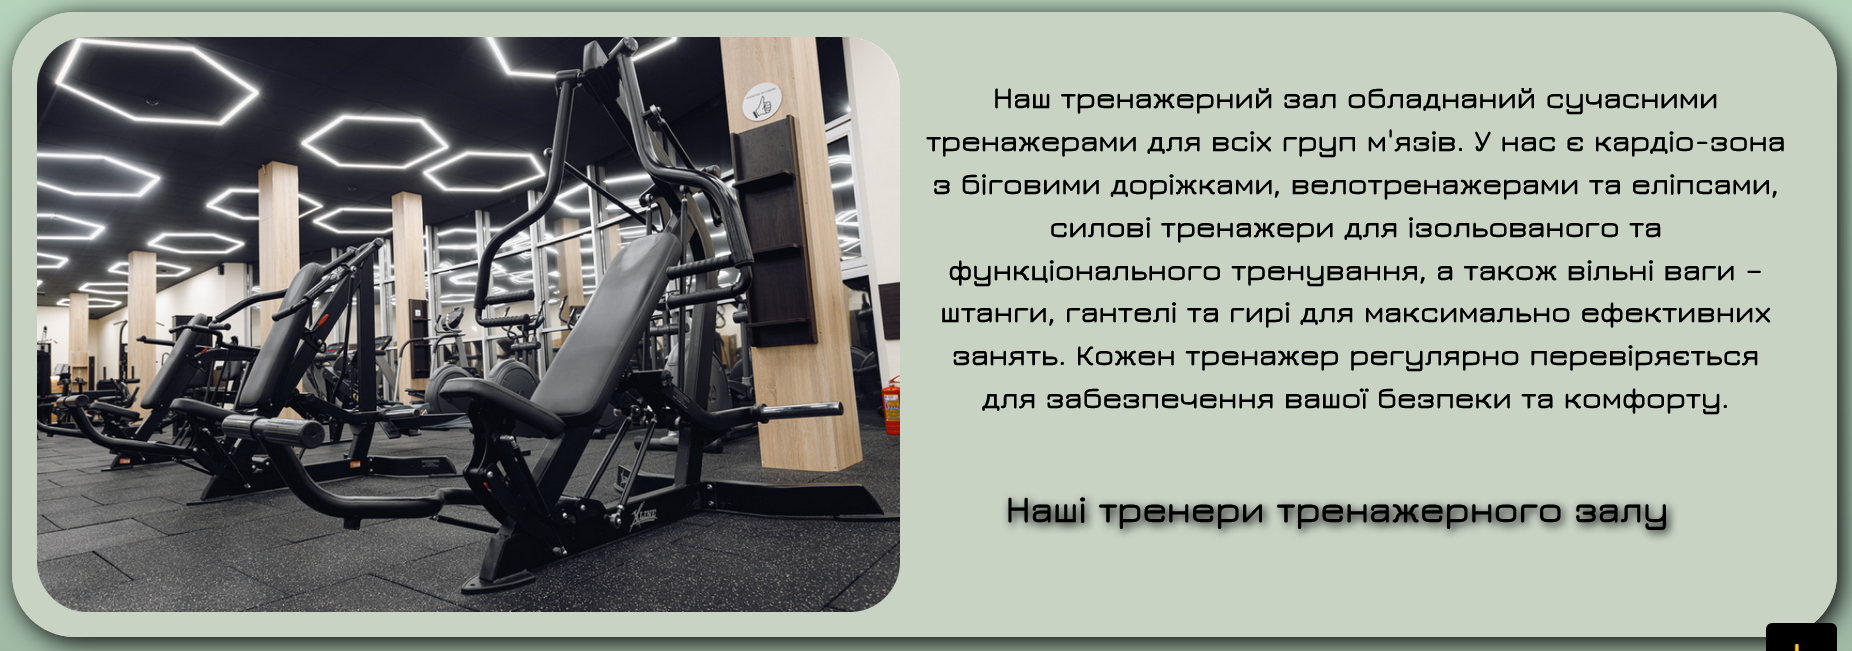 Наш тренажерний зал обладнаний сучасними
тренажерами для всіх груп м'язів. У нас є кардіо-зона
з біговими доріжками, велотренажерами та еліпсами,
силові тренажери для ізольованого та
функціонального тренування, а також вільні ваги –
штанги, гантелі та гирі для максимально ефективних
занять. Кожен тренажер регулярно перевіряється
для забезпечення вашої безпеки та комфорту.
Наші тренери тренажерного залу